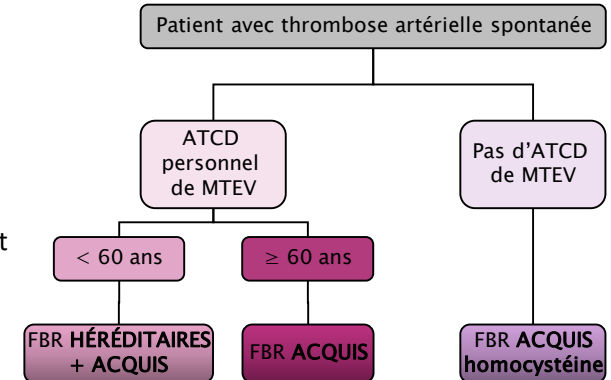 Patient avec thrombose artérielle spontanée
ATCD
personnel
de MTEV
Pas d'ATCD
de MTEV
t
< 60 ans
≥ 60 ans
FBR HÉRÉDITAIRES
+ ACQUIS
FBR ACQUIS
FBR ACQUIS
homocystéine